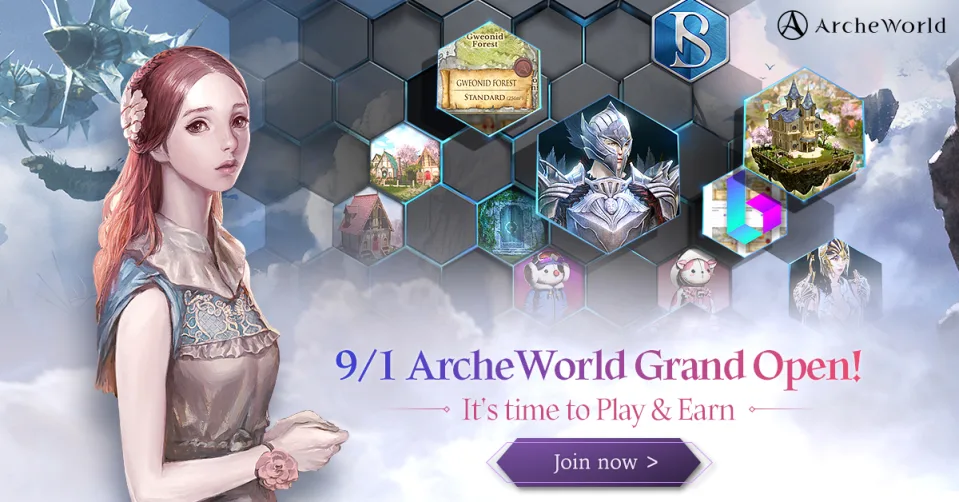 ArcheWorld
Gweonid
Forest
GWEONID FOREST
STANDARD
9/1 ArcheWorld Grand Open!
It's time to Play & Earn
Join now >